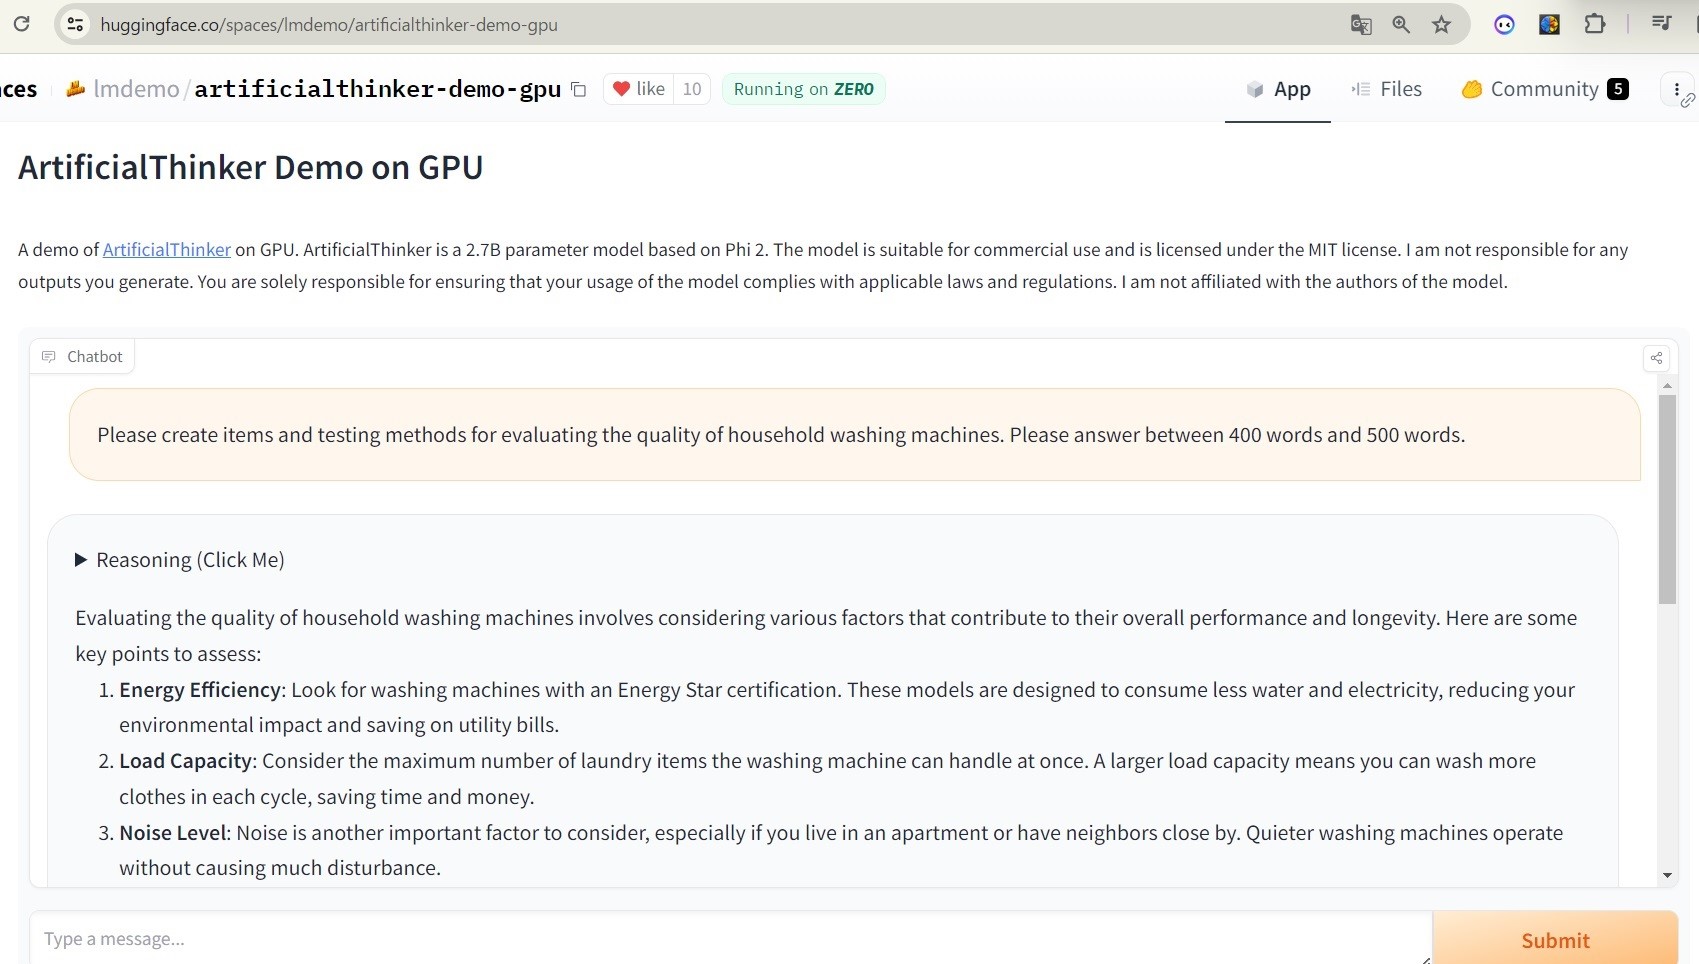 huggingface.co/spaces/lmdemo/artificialthinker-demo-gpu
ces lmdemo/artificialthinker-demo-gpu like 10 Running on ZERO App Files Community 5
ArtificialThinker Demo on GPU
A demo of ArtificialThinker on GPU. ArtificialThinker is a 2.7B parameter model based on Phi 2. The model is suitable for commercial use and is licensed under the MIT license. I am not responsible for any
outputs you generate. You are solely responsible for ensuring that your usage of the model complies with applicable laws and regulations. I am not affiliated with the authors of the model.
Chatbot
Please create items and testing methods for evaluating the quality of household washing machines. Please answer between 400 words and 500 words.
Reasoning (Click Me)
Evaluating the quality of household washing machines involves considering various factors that contribute to their overall performance and longevity. Here are some
key points to assess:
1. Energy Efficiency: Look for washing machines with an Energy Star certification. These models are designed to consume less water and electricity, reducing your
environmental impact and saving on utility bills.
2. Load Capacity: Consider the maximum number of laundry items the washing machine can handle at once. A larger load capacity means you can wash more
clothes in each cycle, saving time and money.
3. Noise Level: Noise is another important factor to consider, especially if you live in an apartment or have neighbors close by. Quieter washing machines operate
without causing much disturbance.
Type a message...
Submit